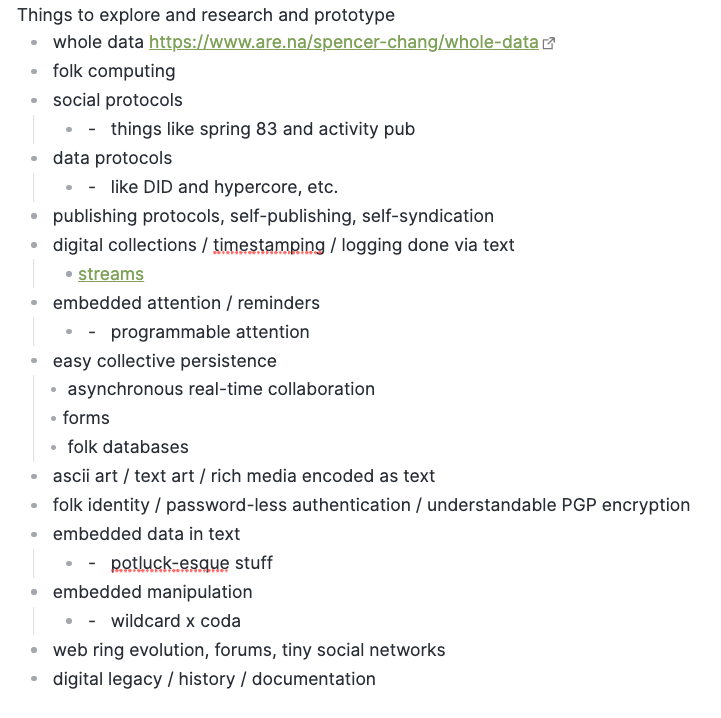 Things to explore and research and prototype
• whole data https://www.are.na/spencer-chang/whole-data
• folk computing
• social protocols
• - things like spring 83 and activity pub
• data protocols
• - like DID and hypercore, etc.
• publishing protocols, self-publishing, self-syndication
• digital collections / timestamping / logging done via text
• streams
• embedded attention / reminders
• - programmable attention
• easy collective persistence
• asynchronous real-time collaboration
• forms
• folk databases
• ascii art / text art / rich media encoded as text
• folk identity / password-less authentication / understandable PGP encryption
• embedded data in text
• - potluck-esque stuff
• embedded manipulation
• - wildcard x coda
• web ring evolution, forums, tiny social networks
• digital legacy / history / documentation